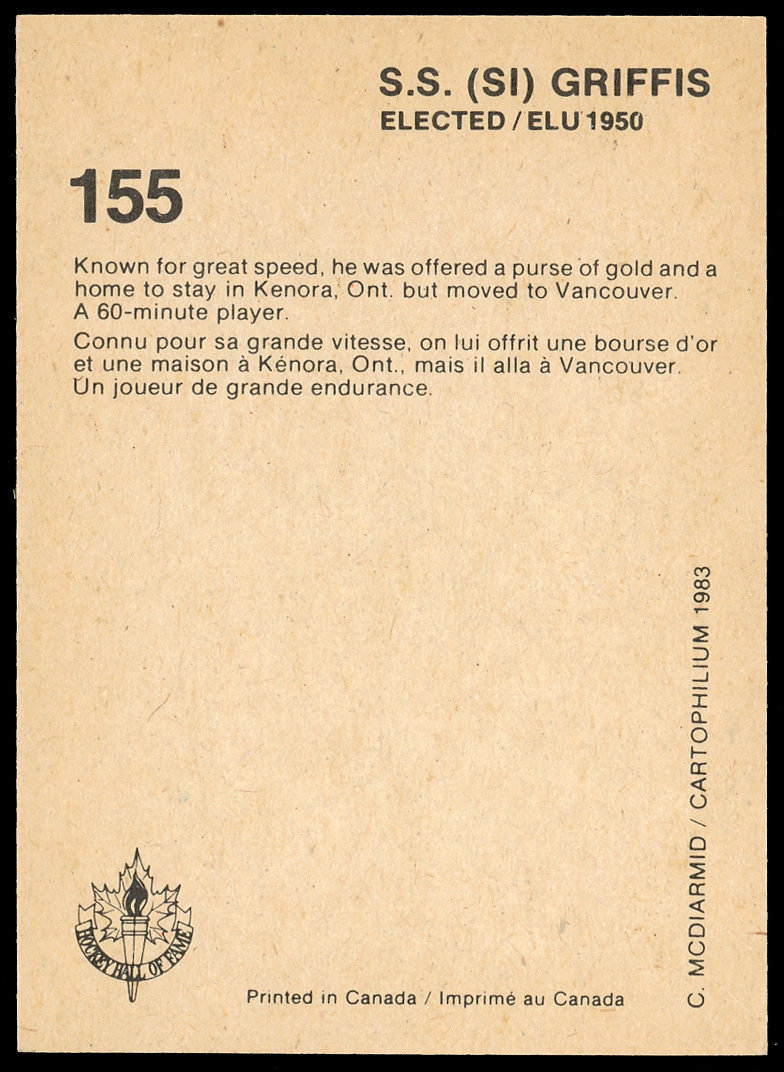 S.S. (SI) GRIFFIS
ELECTED / ELU 1950
155
Known for great speed, he was offered a purse of gold and a
home to stay in Kenora, Ont. but moved to Vancouver.
A 60-minute player.
Connu pour sa grande vitesse, on lui offrit une bourse d'or
et une maison à Kénora, Ont., mais il alla à Vancouver.
Un joueur de grande endurance.
C. MCDIARMID / CARTOPHILIUM 1983
HOCKEY HALL OF FAME
Printed in Canada / Imprimé au Canada